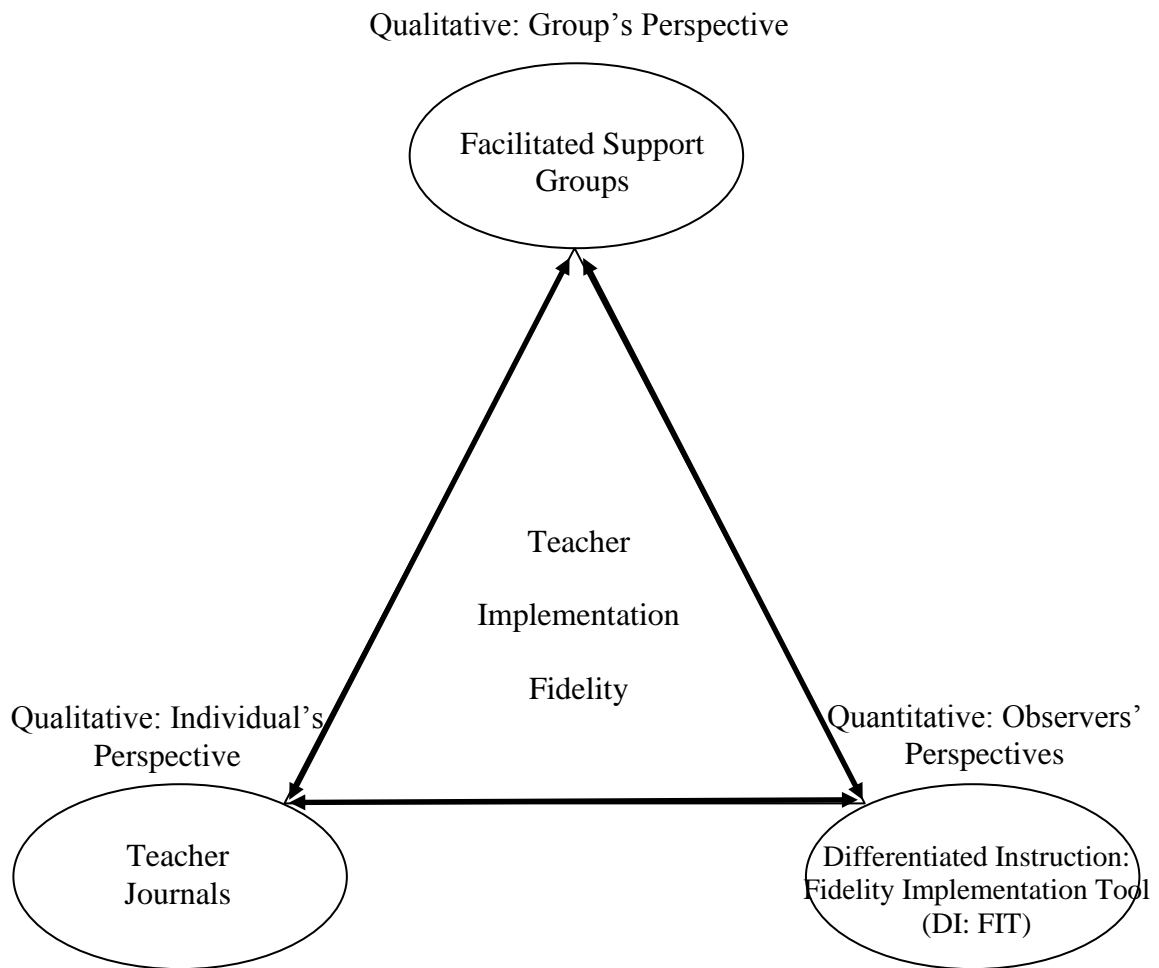 Qualitative: Group’s Perspective
Facilitated Support
Groups
Teacher
Implementation
Fidelity
Qualitative: Individual’s
Perspective
Teacher
Journals
Quantitative: Observers’
Perspectives
Differentiated Instruction:
Fidelity Implementation Tool
(DI: FIT)